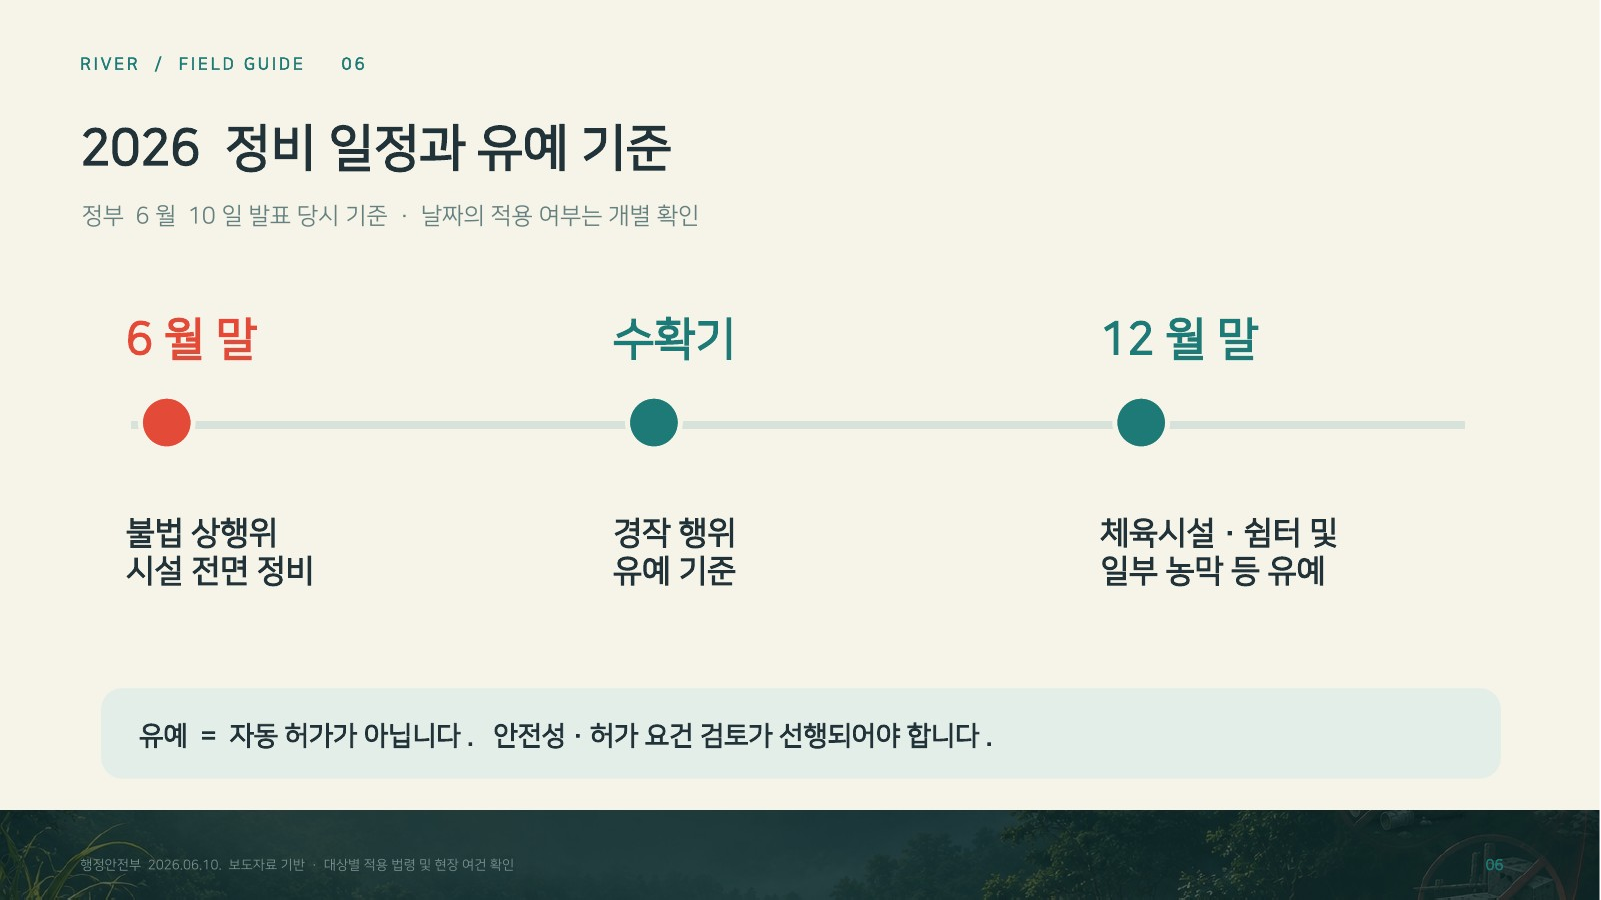 RIVER / FIELD GUIDE 06
2026 정비 일정과 유예 기준
정부 6 월 10 일 발표 당시 기준 · 날짜의 적용 여부는 개별 확인
6 월 말
수확기
12 월 말
불법 상행위
시설 전면 정비
경작 행위
유예 기준
체육시설 · 쉼터 및
일부 농막 등 유예
유예 = 자동 허가가 아닙니다 . 안전성 · 허가 요건 검토가 선행되어야 합니다 .
행정안전부 2026.06.10. 보도자료 기반 · 대상별 적용 법령 및 현장 여건 확인
06